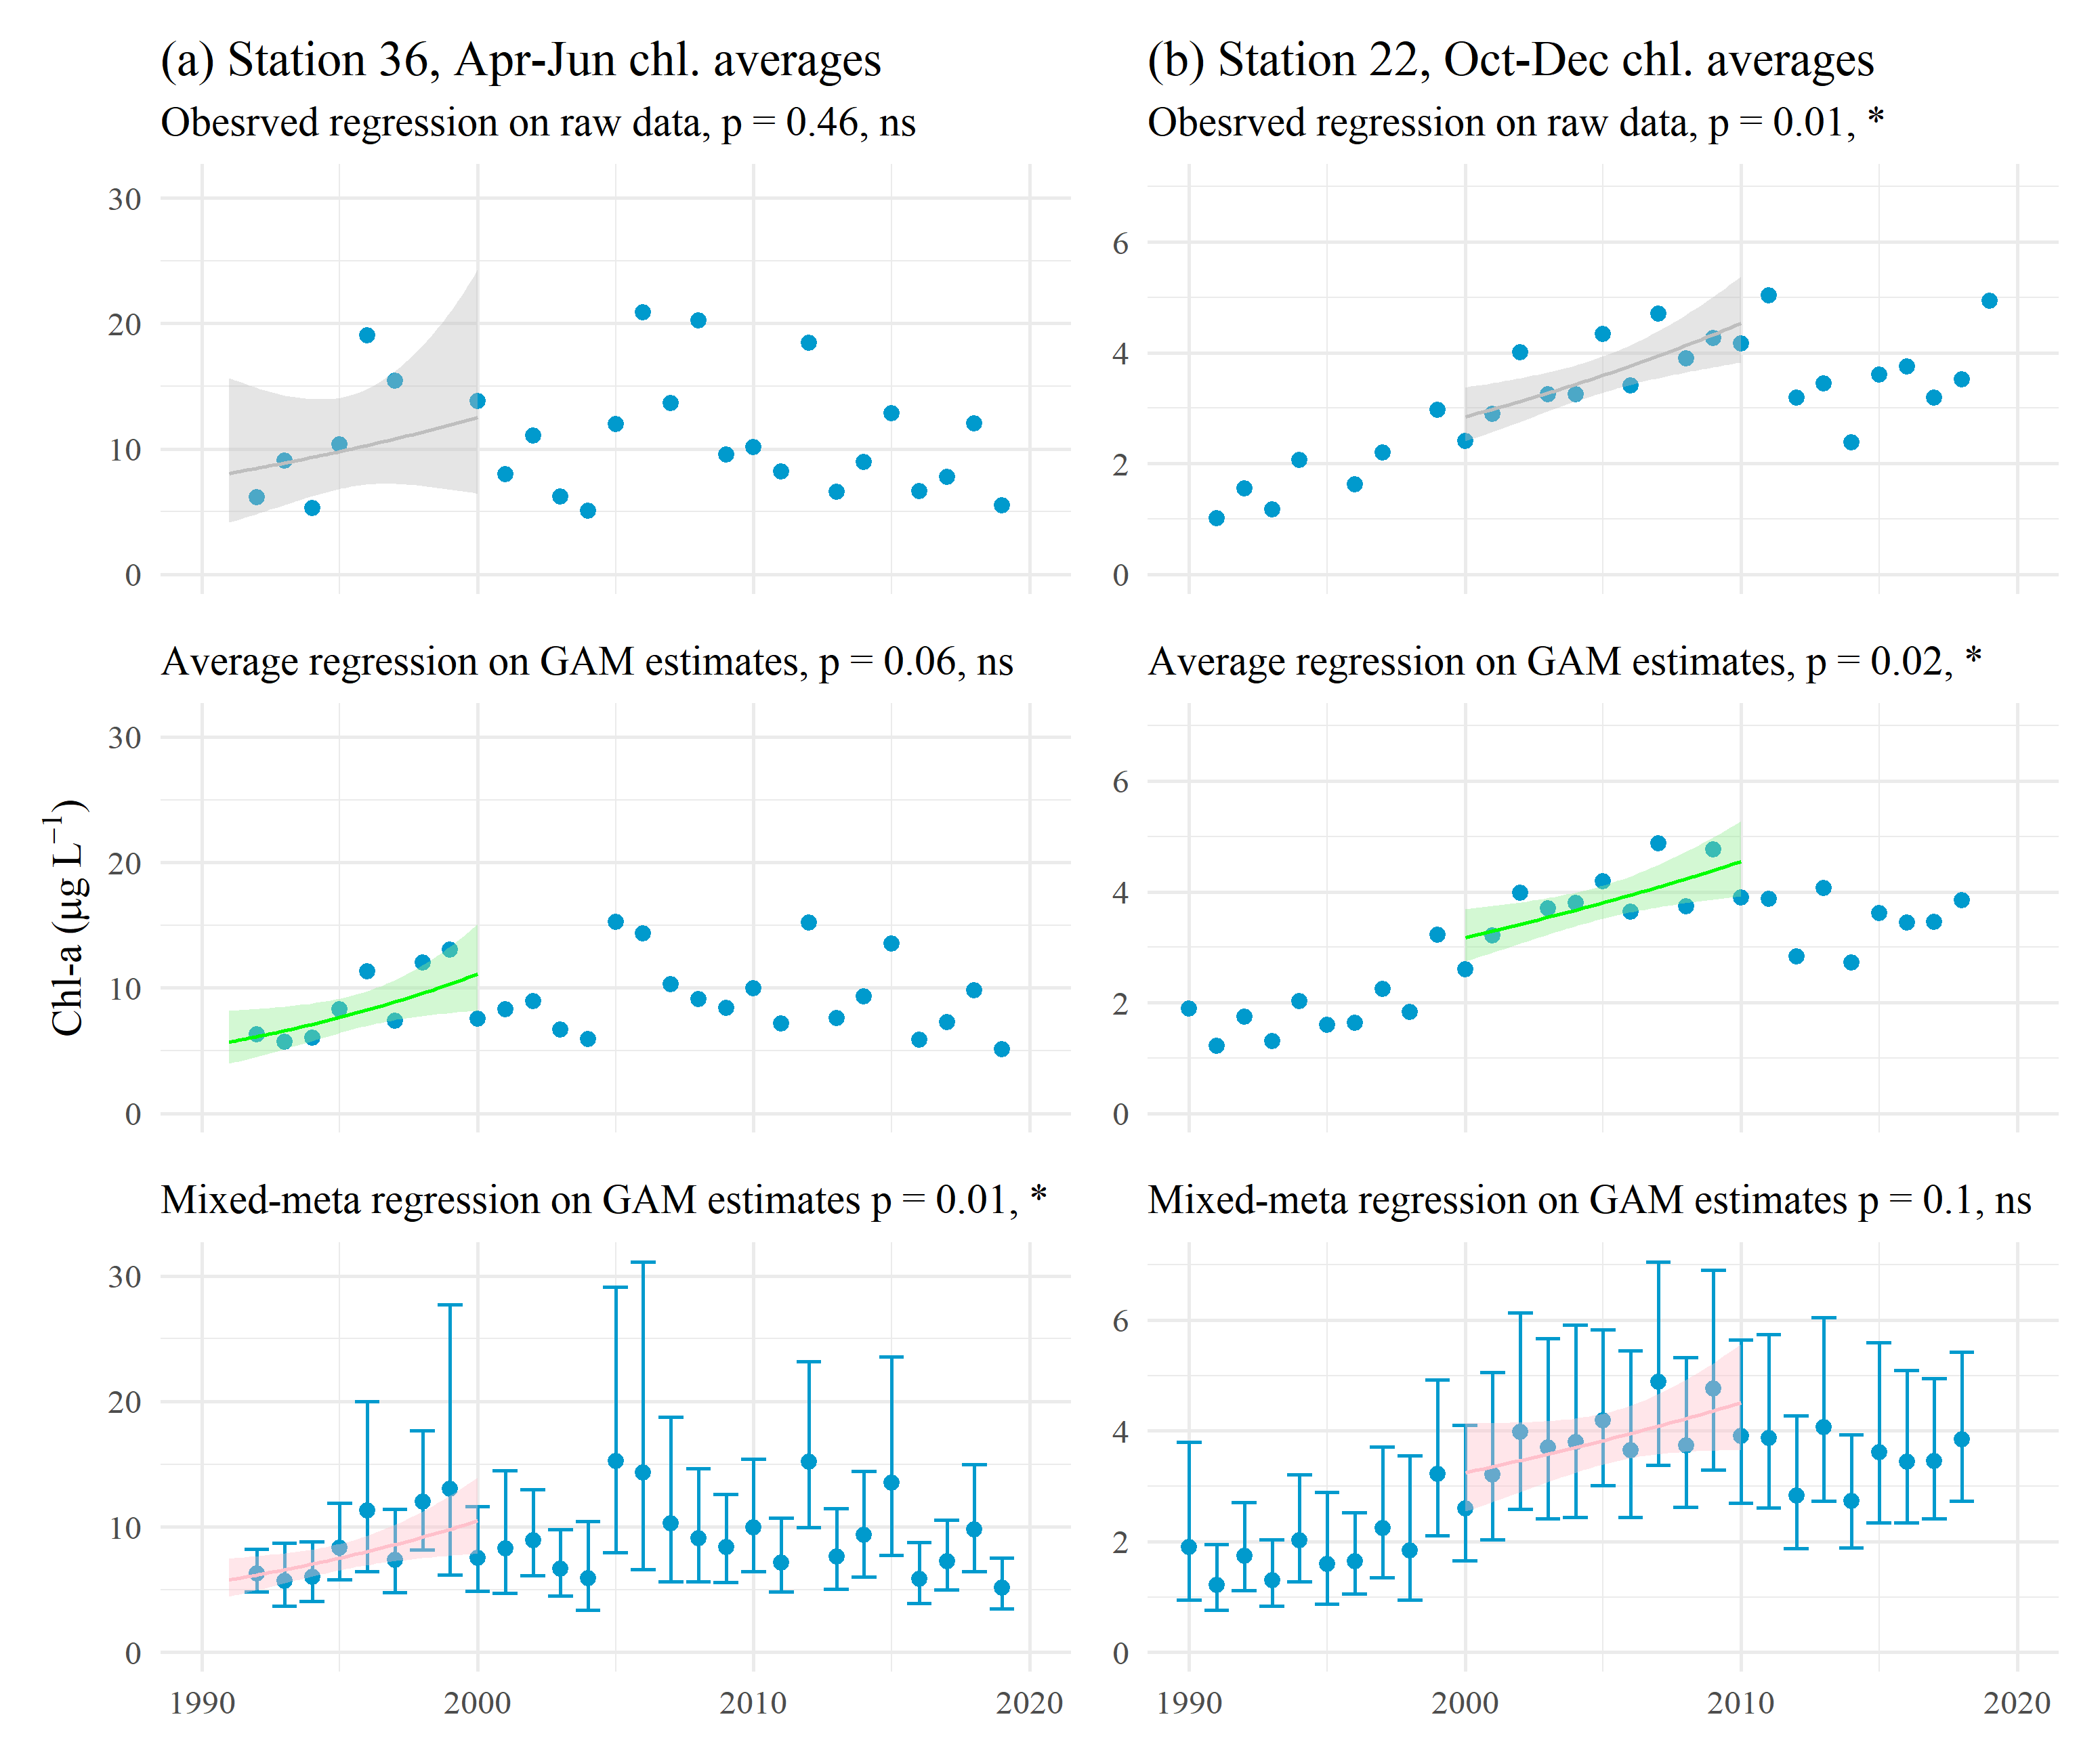 (a) Station 36, Apr-Jun chl. averages
Obesrved regression on raw data, p = 0.46, ns
30
20
10
0
Average regression on GAM estimates, p = 0.06, ns
30
20
10
0
Mixed-meta regression on GAM estimates p = 0.01, *
30
20
10
0
1990 2000 2010 2020
Chl-a (μg L⁻¹)
(b) Station 22, Oct-Dec chl. averages
Obesrved regression on raw data, p = 0.01, *
6
4
2
0
Average regression on GAM estimates, p = 0.02, *
6
4
2
0
Mixed-meta regression on GAM estimates p = 0.1, ns
6
4
2
0
1990 2000 2010 2020